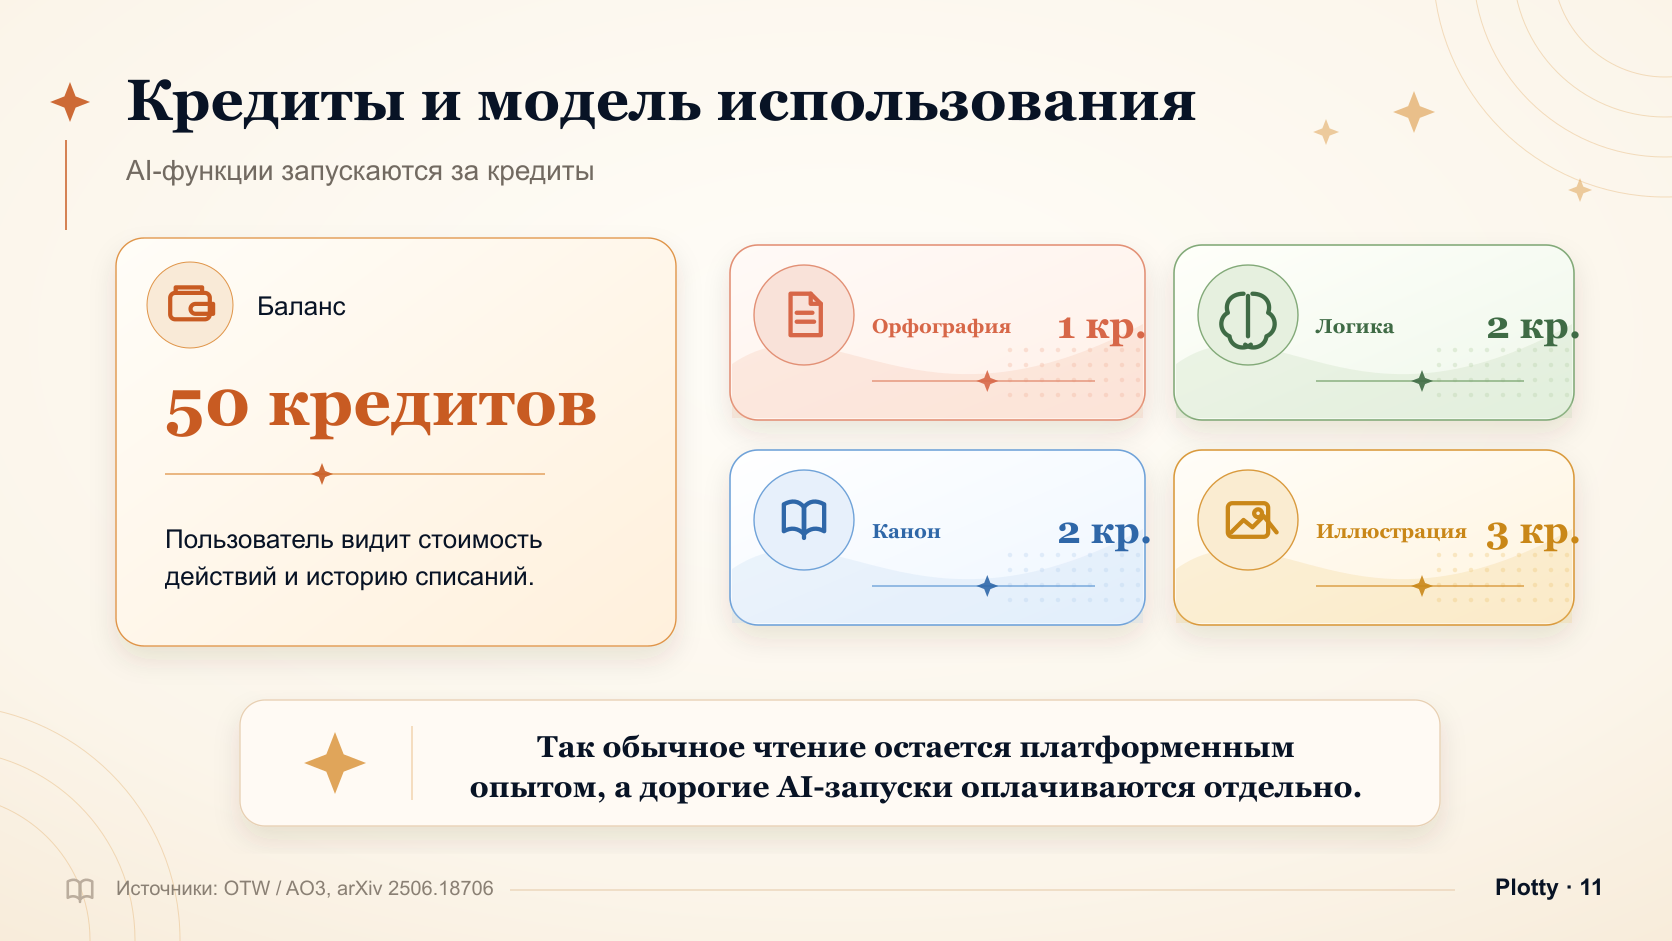 Кредиты и модель использования
AI-функции запускаются за кредиты
Баланс
50 кредитов
Пользователь видит стоимость
действий и историю списаний.
Орфография 1 кр.
Логика 2 кр.
Канон 2 кр.
Иллюстрация 3 кр.
Так обычное чтение остается платформенным
опытом, а дорогие AI-запуски оплачиваются отдельно.
Источники: OTW / AO3, arXiv 2506.18706
Plotty · 11